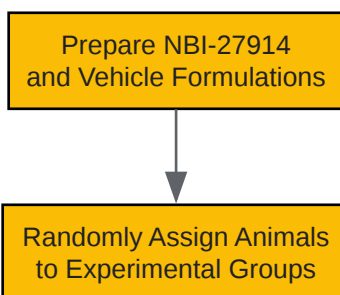 Prepare NBI-27914
and Vehicle Formulations
Randomly Assign Animals
to Experimental Groups